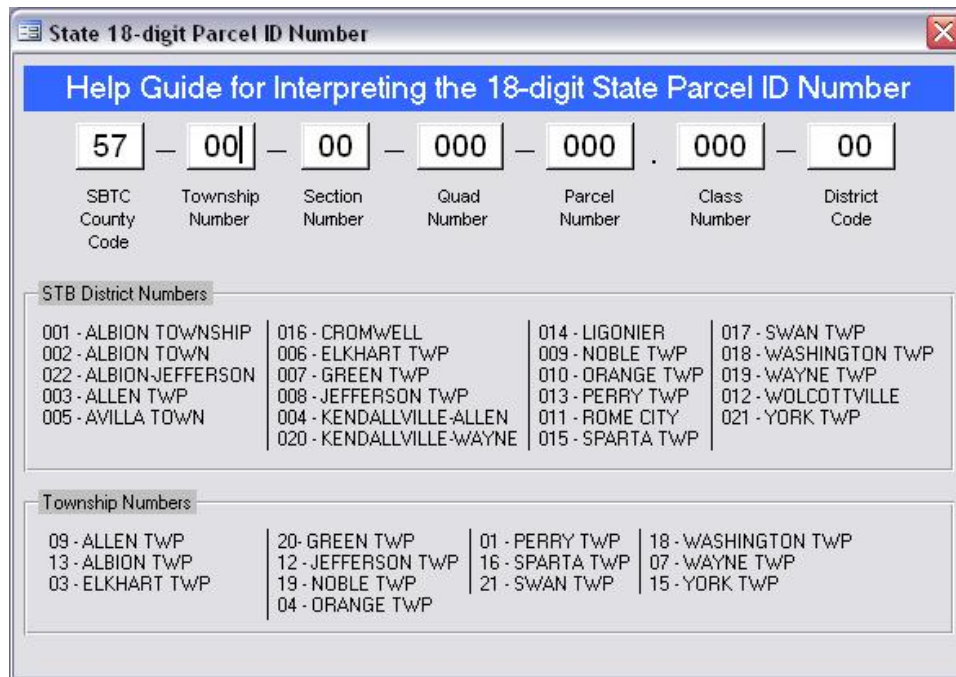 State 18-digit Parcel ID Number
Help Guide for Interpreting the 18-digit State Parcel ID Number
57 – 00 – 00 – 000 – 000 . 000 – 00
SBTC County Code
Township Number
Section Number
Quad Number
Parcel Number
Class Number
District Code
STB District Numbers
001 - ALBION TOWNSHIP
002 - ALBION TOWN
022 - ALBION-JEFFERSON
003 - ALLEN TWP
005 - AVILLA TOWN
016 - CROMWELL
006 - ELKHART TWP
007 - GREEN TWP
008 - JEFFERSON TWP
004 - KENDALLVILLE-ALLEN
020 - KENDALLVILLE-WAYNE
014 - LIGONIER
009 - NOBLE TWP
010 - ORANGE TWP
013 - PERRY TWP
011 - ROME CITY
015 - SPARTA TWP
017 - SWAN TWP
018 - WASHINGTON TWP
019 - WAYNE TWP
012 - WOLCOTTVILLE
021 - YORK TWP
Township Numbers
09 - ALLEN TWP
13 - ALBION TWP
03 - ELKHART TWP
20- GREEN TWP
12 - JEFFERSON TWP
19 - NOBLE TWP
04 - ORANGE TWP
01 - PERRY TWP
16 - SPARTA TWP
21 - SWAN TWP
18 - WASHINGTON TWP
07 - WAYNE TWP
15 - YORK TWP